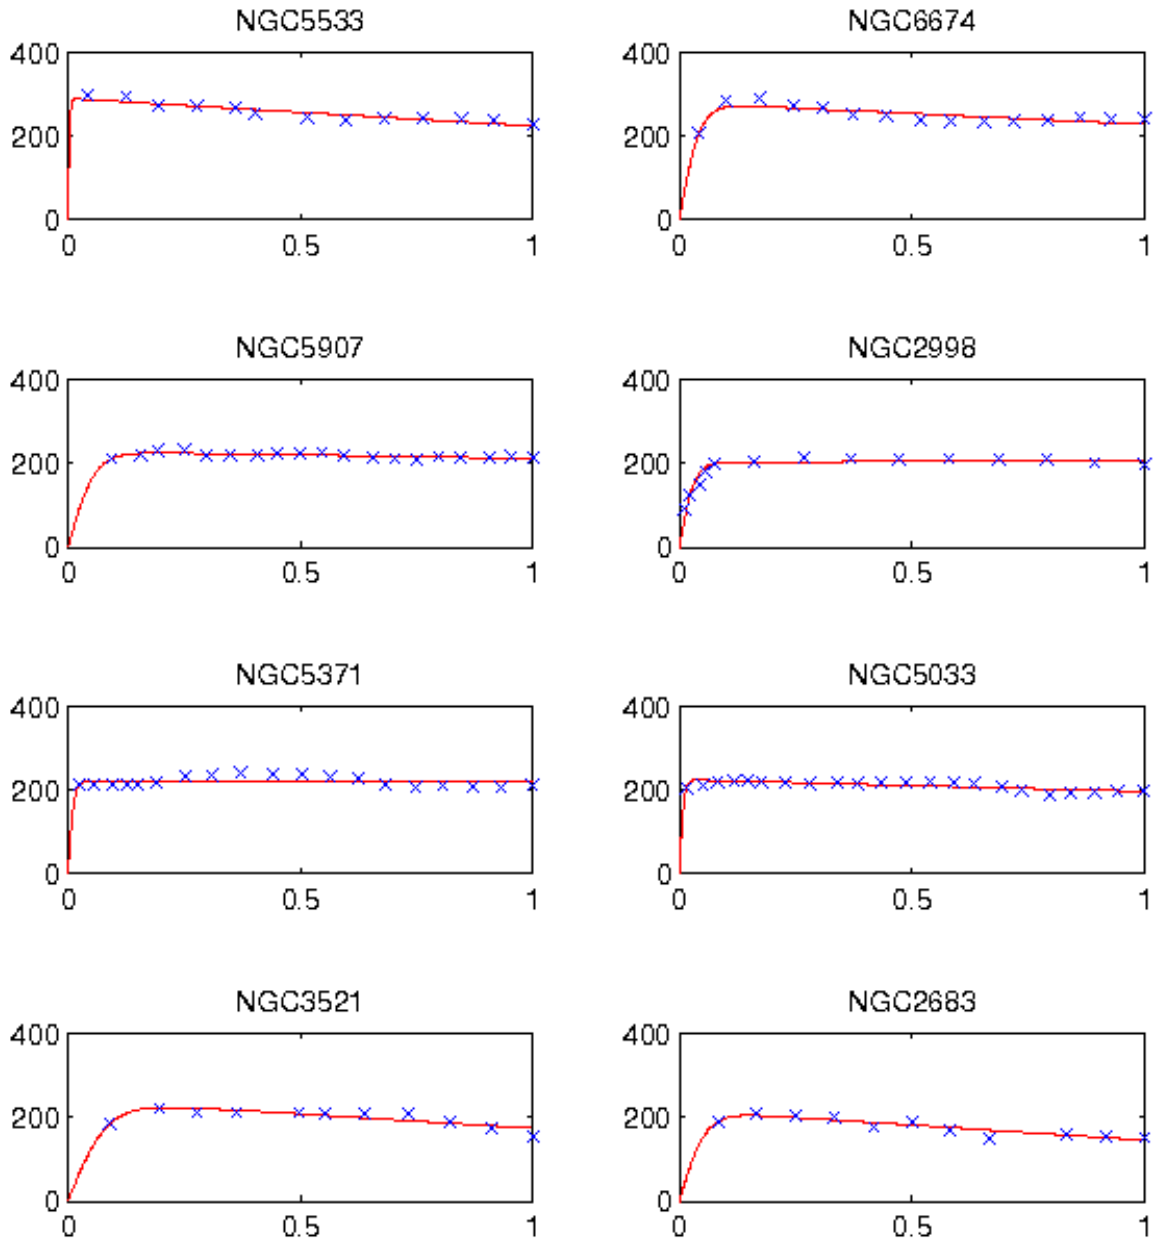 NGC5533 NGC6674
400 400
200 200
0 0
0 0.5 1 0 0.5 1
NGC5907 NGC2998
400 400
200 200
0 0
0 0.5 1 0 0.5 1
NGC5371 NGC5033
400 400
200 200
0 0
0 0.5 1 0 0.5 1
NGC3521 NGC2683
400 400
200 200
0 0
0 0.5 1 0 0.5 1